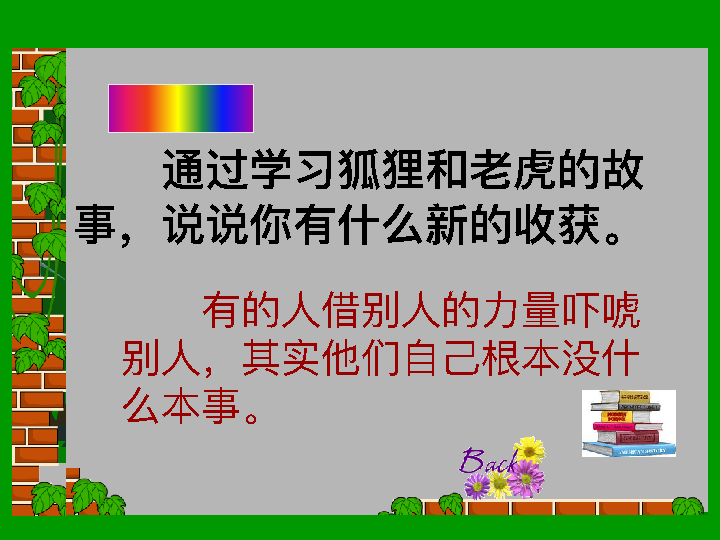 通过学习狐狸和老虎的故
事，说说你有什么新的收获。
有的人借别人的力量吓唬
别人，其实他们自己根本没什
么本事。
Back
AMERICAN HISTORY